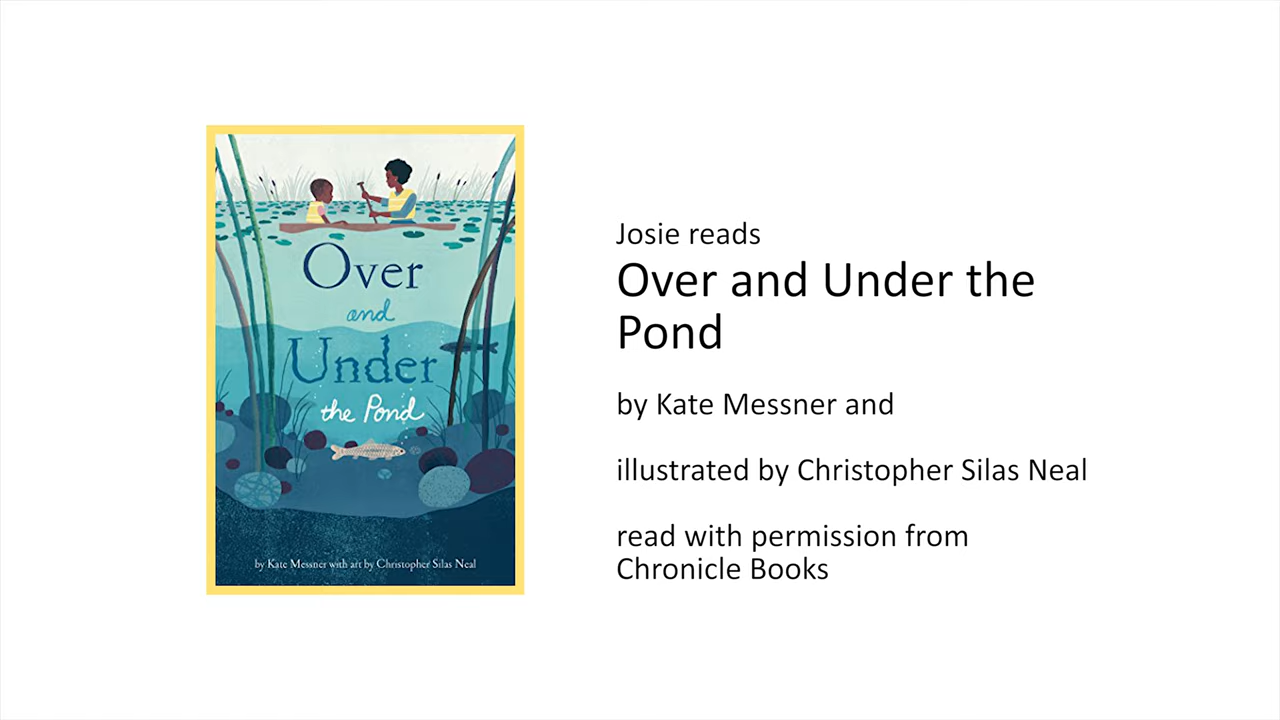 Over
and
Under
the Pond
by Kate Messner with art by Christopher Silas Neal
Josie reads
Over and Under the
Pond
by Kate Messner and
illustrated by Christopher Silas Neal
read with permission from
Chronicle Books